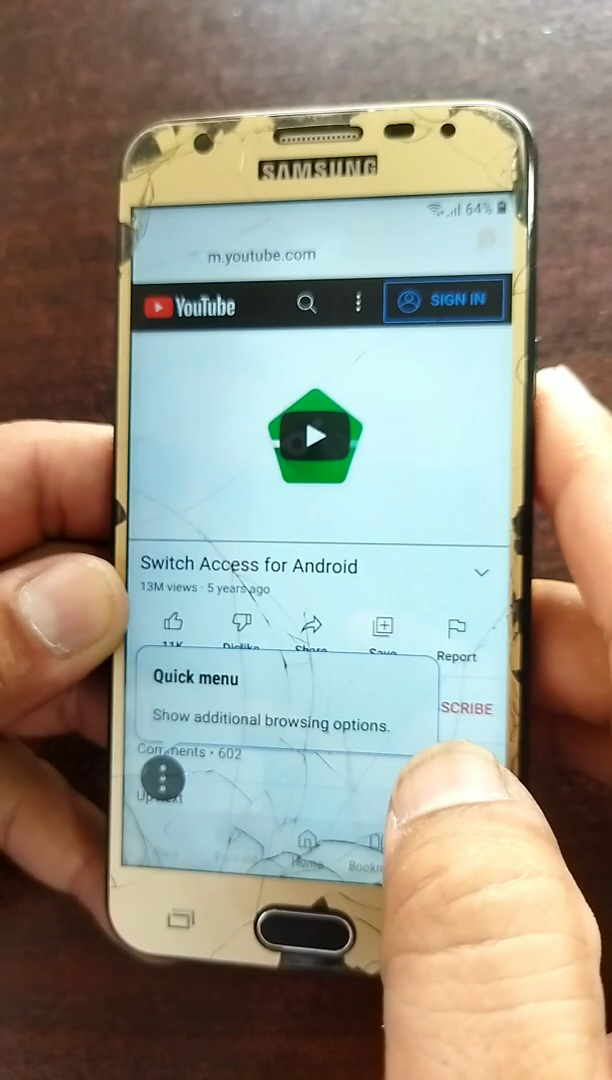 SAMSUNG
64%
m.youtube.com
YouTube
SIGN IN
Switch Access for Android
13M views · 5 years ago
11K Dislike Share Save Report
Quick menu
SCRIBE
Show additional browsing options.
Comments • 602
Up next
Home Bookm